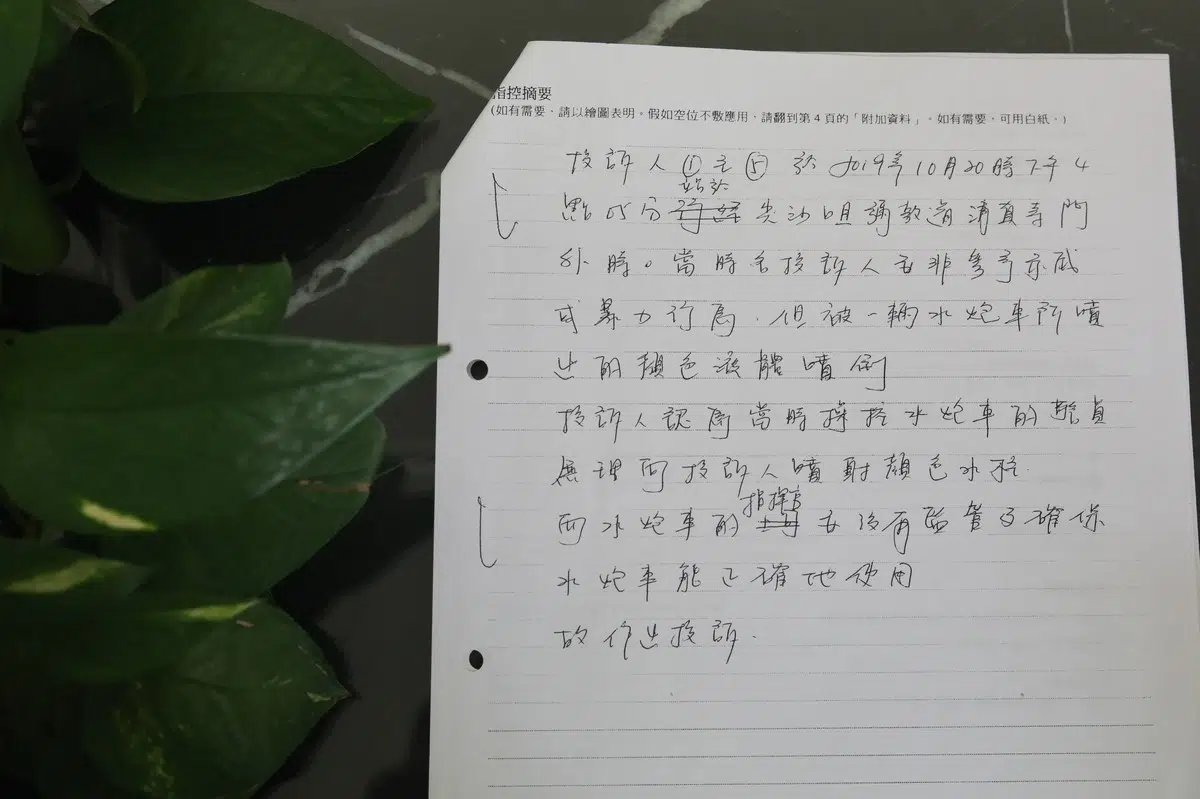 指控摘要
(如有需要，請以繪圖表明。假如空位不敷應用，請翻到第4頁的「附加資料」。如有需要，可用白紙。)
投訴人①至⑤於2019年10月20時下午4
站於
點05分 尖沙咀彌敦道清真寺門
外時。當時各投訴人並非參予示威
或暴力行為，但被一輛水炮車所噴
出的顏色液體噴倒
投訴人認為當時操控水炮車的警員
無理向投訴人噴射顏色水柱.
指揮官
而水炮車的 並沒有監督及確保
水炮車能正確地使用
故作出投訴.